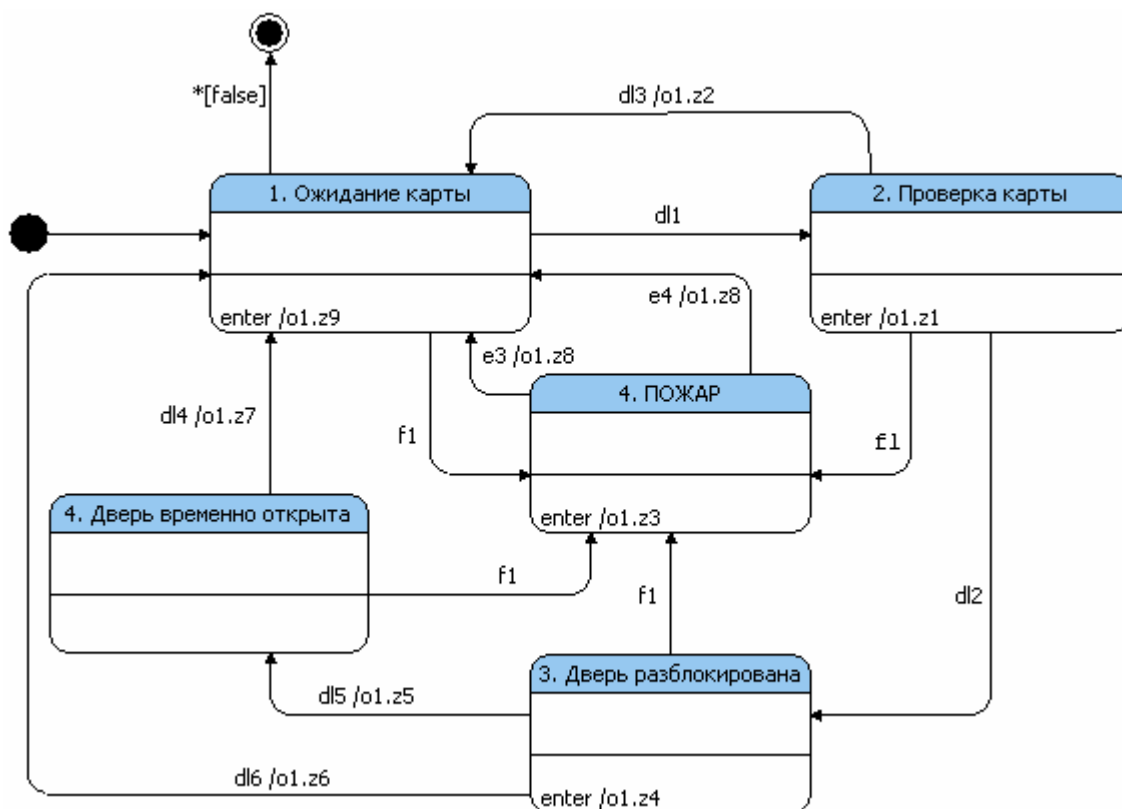 *[false]
dl3 /o1.z2
1. Ожидание карты
2. Проверка карты
dl1
enter /o1.z9
e4 /o1.z8
enter /o1.z1
e3 /o1.z8
4. ПОЖАР
dl4 /o1.z7
f1
f1
4. Дверь временно открыта
enter /o1.z3
f1
f1
dl2
3. Дверь разблокирована
dl5 /o1.z5
dl6 /o1.z6
enter /o1.z4